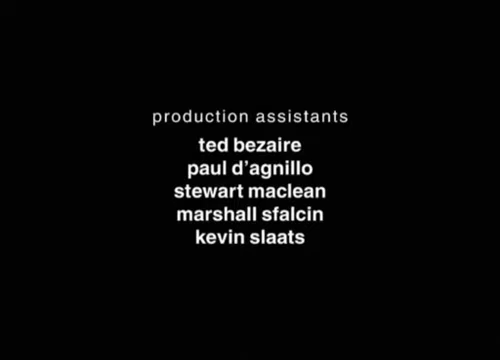 production assistants
ted bezaire
paul d'agnillo
stewart maclean
marshall sfalcin
kevin slaats